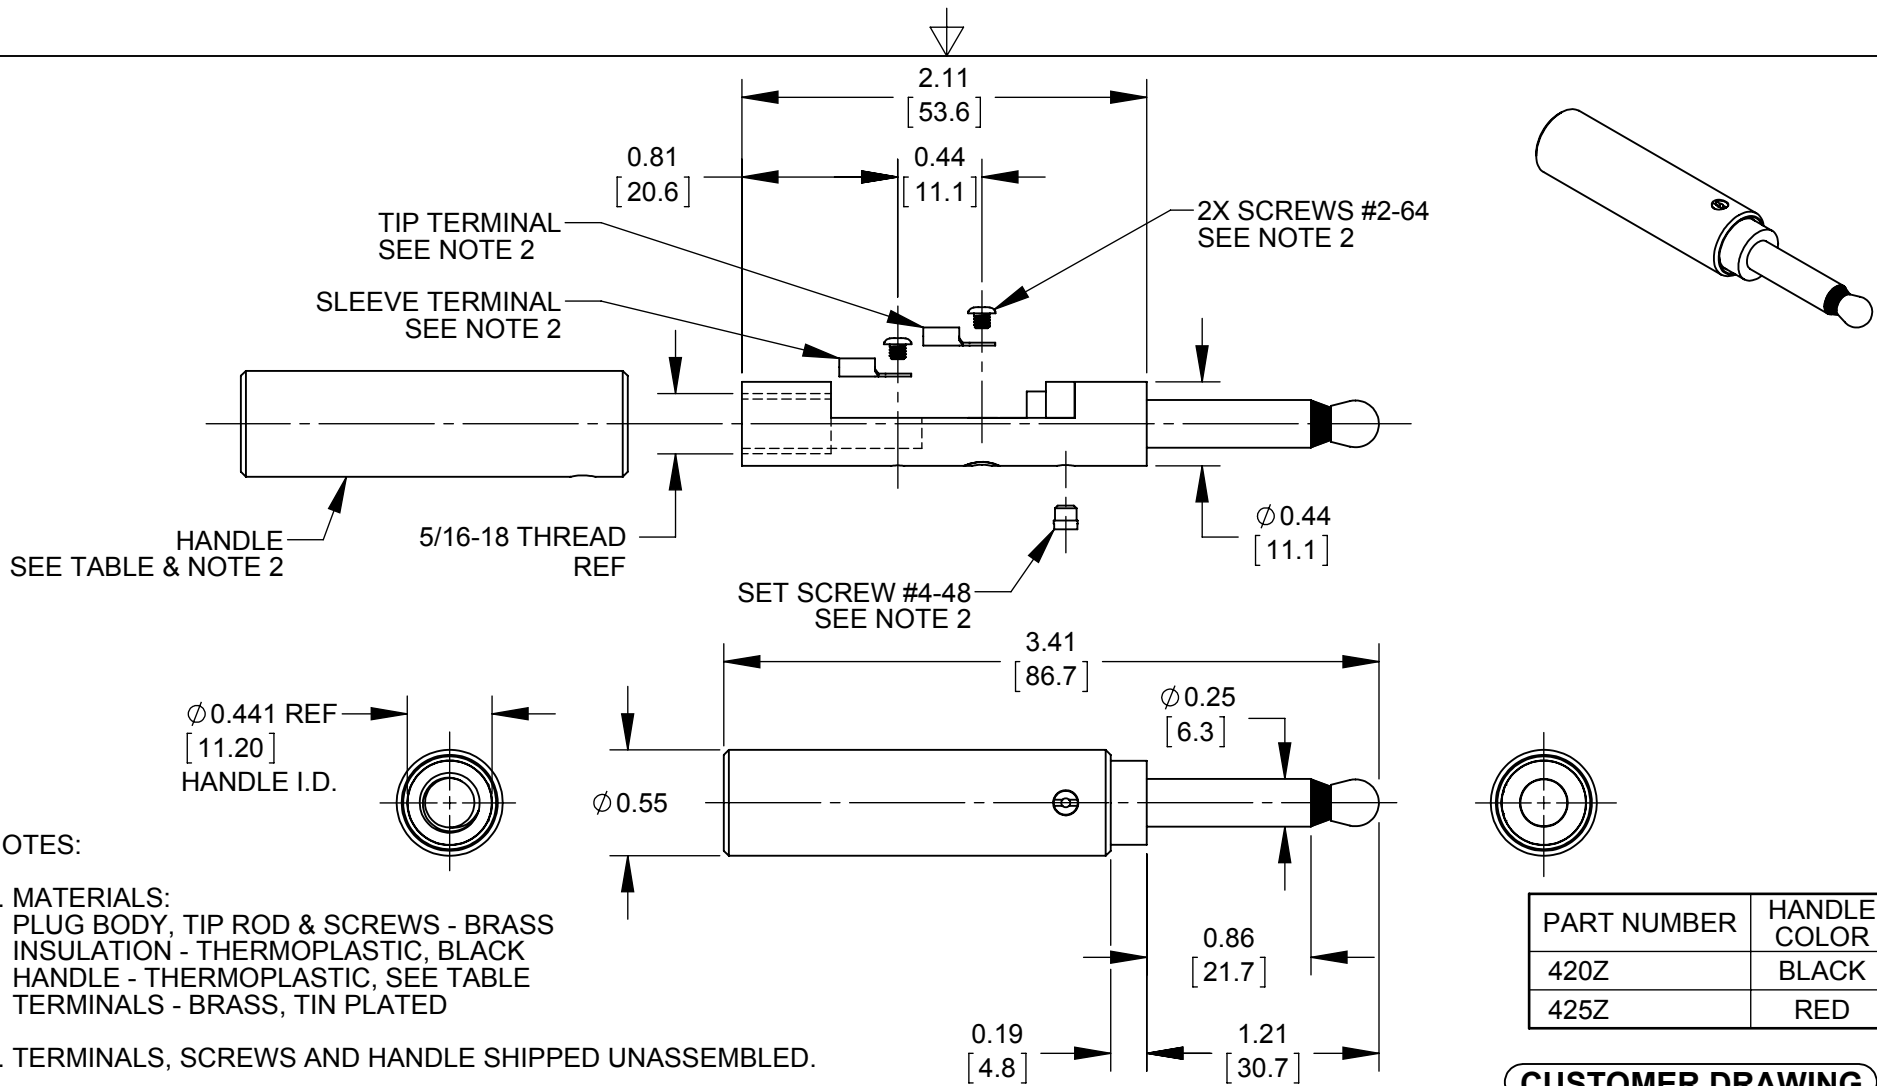 2.11
[53.6]
0.81
[20.6]
0.44
[11.1]
TIP TERMINAL
SEE NOTE 2
2X SCREWS #2-64
SEE NOTE 2
SLEEVE TERMINAL
SEE NOTE 2
HANDLE
SEE TABLE & NOTE 2
5/16-18 THREAD
REF
SET SCREW #4-48
SEE NOTE 2
Ø0.44
[11.1]
3.41
[86.7]
Ø0.441 REF
[11.20]
HANDLE I.D.
Ø0.55
Ø0.25
[6.3]
0.86
[21.7]
0.19
[4.8]
1.21
[30.7]
OTES:
. MATERIALS:
PLUG BODY, TIP ROD & SCREWS - BRASS
INSULATION - THERMOPLASTIC, BLACK
HANDLE - THERMOPLASTIC, SEE TABLE
TERMINALS - BRASS, TIN PLATED
. TERMINALS, SCREWS AND HANDLE SHIPPED UNASSEMBLED.
PART NUMBER HANDLE COLOR
420Z BLACK
425Z RED
CUSTOMER DRAWING